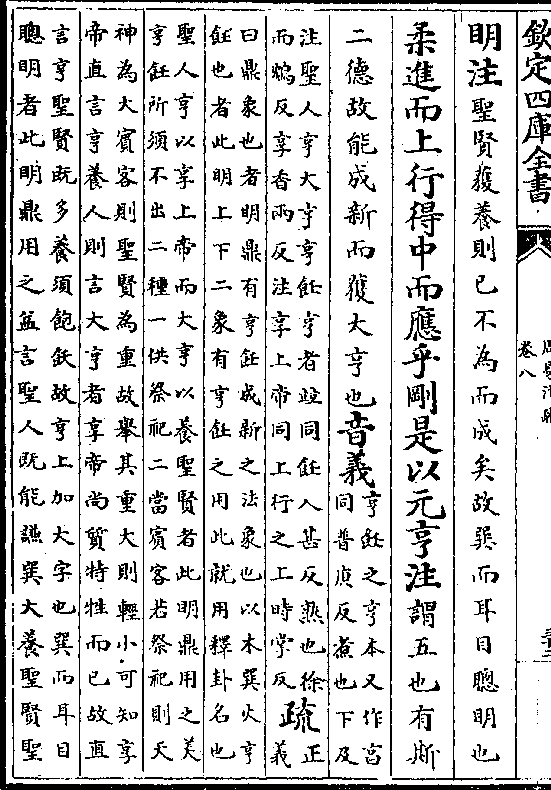 欽定四庫全書
卷八
明注聖賢獲養則己不為而成矣故巽而耳目聰明也
柔進而上行得中而應乎剛是以元亨注謂五也有斯
二德故能成新而獲大亨也音義亨飪之亨本又作亯
同普庚反煮也下及
注聖人亨大亨亨飪亨者並同飪入甚反熟也徐
而鴆反享香兩反注享上帝同上行之上時掌反疏正
義
曰鼎象也者明鼎有亨飪成新之法象也以木巽火亨
飪也者此明上下二象有亨飪之用此就用釋卦名也
聖人亨以享上帝而大亨以養聖賢者此明鼎用之美
亨飪所須不出二種一供祭祀二當賓客若祭祀則天
神為大賓客則聖賢為重故舉其重大則輕小可知享
帝直言亨養人則言大亨者享帝尚質特牲而已故直
言亨聖賢既多養須飽飫故亨上加大字也巽而耳目
聰明者此明鼎用之益言聖人既能謙巽大養聖賢聖